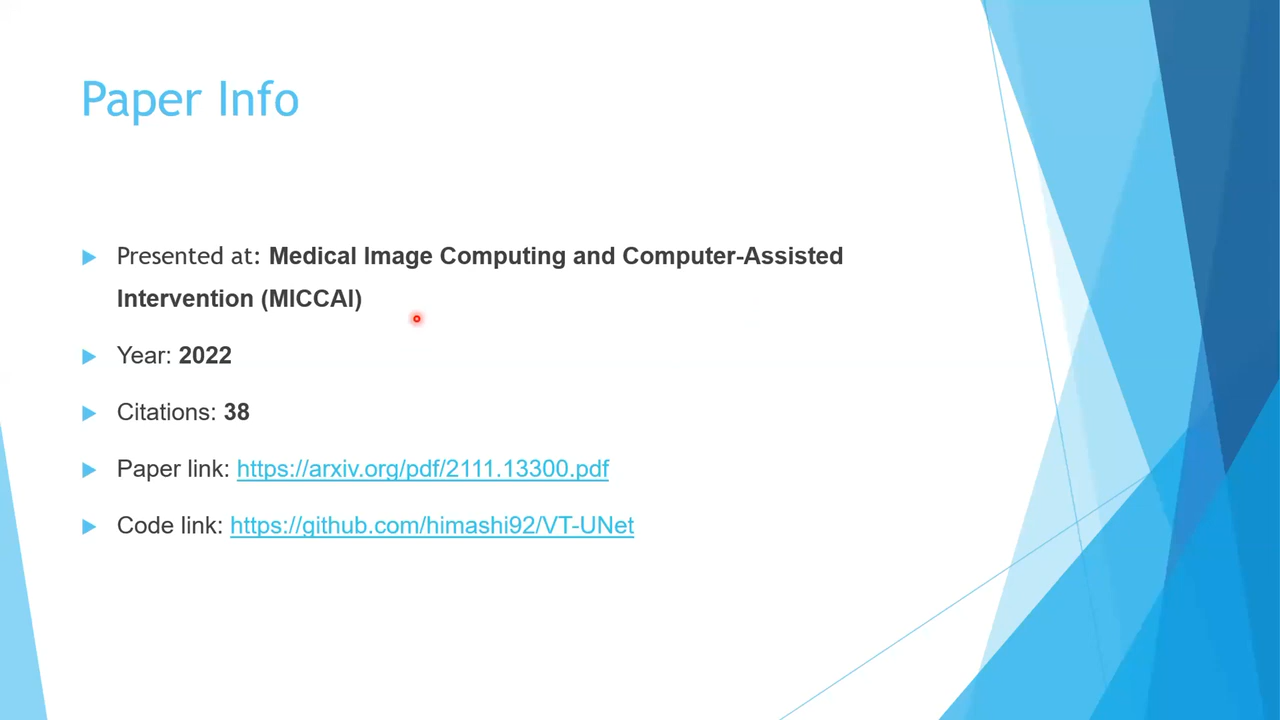 Paper Info
Presented at: Medical Image Computing and Computer-Assisted
Intervention (MICCAI)
Year: 2022
Citations: 38
Paper link: https://arxiv.org/pdf/2111.13300.pdf
Code link: https://github.com/himashi92/VT-UNet